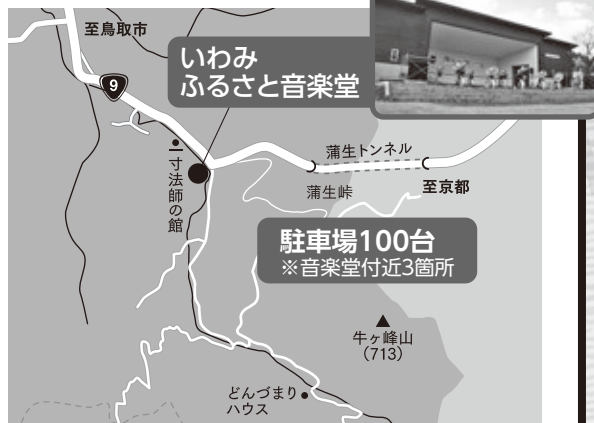 至鳥取市
いわみ
ふるさと音楽堂
9
一寸法師の館
蒲生トンネル
蒲生峠
至京都
駐車場100台
※音楽堂付近3箇所
牛ヶ峰山
(713)
どんづまり
ハウス